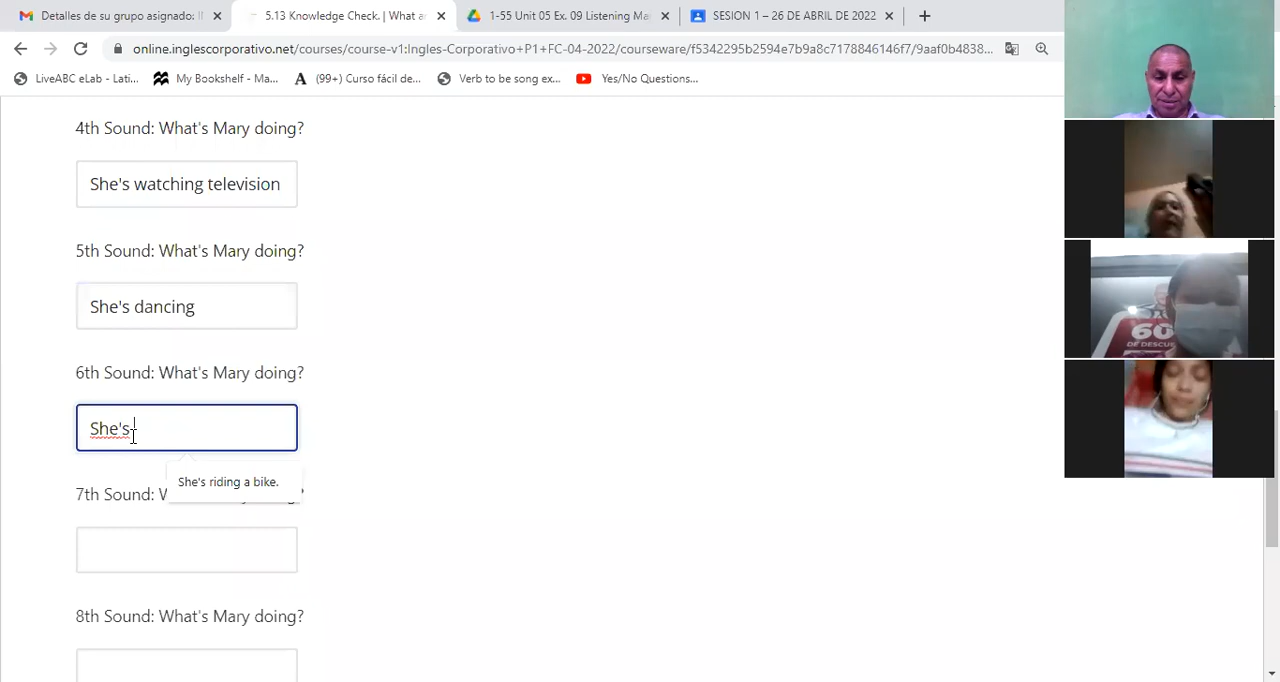 Detalles de su grupo asignado: I
5.13 Knowledge Check. | What a
1-55 Unit 05 Ex. 09 Listening Ma
SESION 1 – 26 DE ABRIL DE 2022
online.inglescorporativo.net/courses/course-v1:Ingles-Corporativo+P1+FC-04-2022/courseware/f5342295b2594e7b9a8c7178846146f7/9aaf0b4838...
LiveABC eLab - Lati...
My Bookshelf - Ma...
(99+) Curso fácil de...
Verb to be song ex...
Yes/No Questions...
4th Sound: What's Mary doing?
She's watching television
5th Sound: What's Mary doing?
She's dancing
6th Sound: What's Mary doing?
She's
She's riding a bike.
7th Sound: W
?
8th Sound: What's Mary doing?
60
DE DESCUE